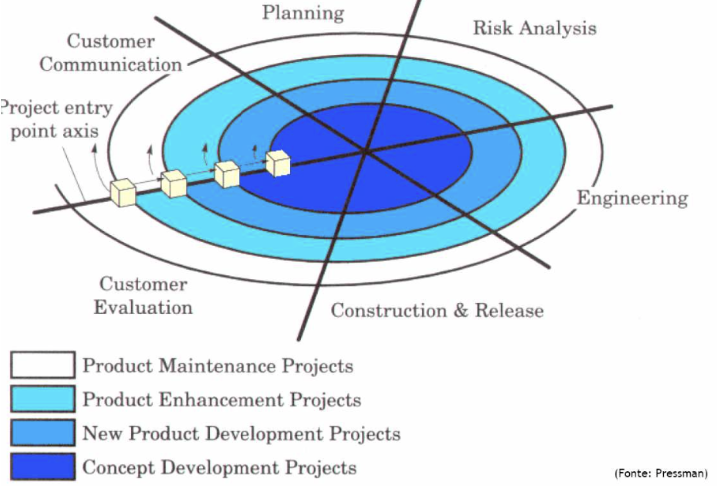 Planning
Risk Analysis
Customer
Communication
Project entry
point axis
Engineering
Customer
Evaluation
Construction & Release
Product Maintenance Projects
Product Enhancement Projects
New Product Development Projects
Concept Development Projects
(Fonte: Pressman)